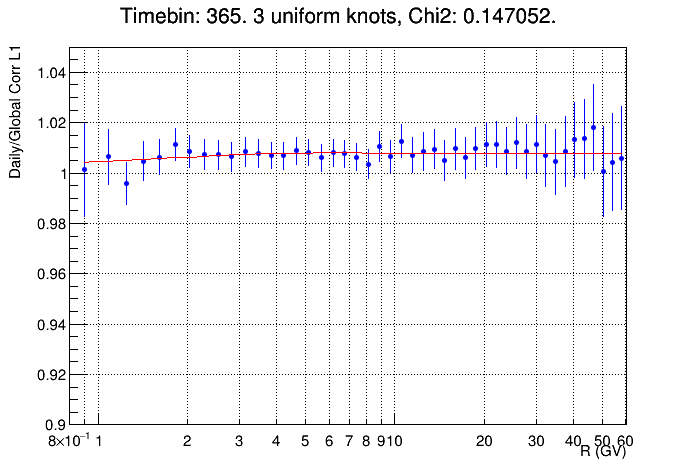 Timebin: 365. 3 uniform knots, Chi2: 0.147052.
Daily/Global Corr L1
1.04
1.02
1
0.98
0.96
0.94
0.92
0.9
8×10⁻¹ 1 2 3 4 5 6 7 8 910 20 30 40 50 60
R (GV)